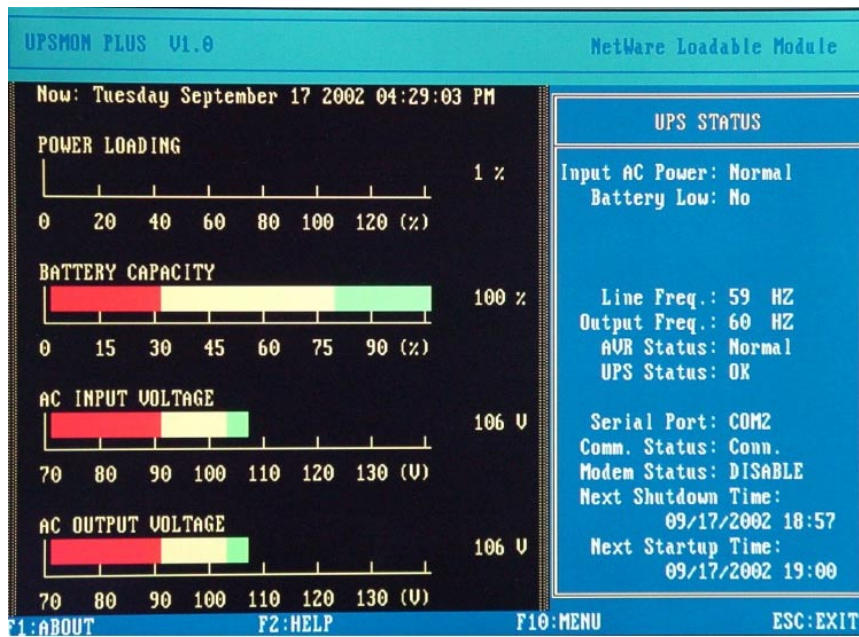 UPSMON PLUS V1.0
NetWare Loadable Module
Now: Tuesday September 17 2002 04:29:03 PM
POWER LOADING
1 %
0 20 40 60 80 100 120 (%)
BATTERY CAPACITY
100 %
0 15 30 45 60 75 90 (%)
AC INPUT VOLTAGE
106 V
70 80 90 100 110 120 130 (V)
AC OUTPUT VOLTAGE
106 V
70 80 90 100 110 120 130 (V)
UPS STATUS
Input AC Power: Normal
Battery Low: No
Line Freq.: 59 HZ
Output Freq.: 60 HZ
AVR Status: Normal
UPS Status: OK
Serial Port: COM2
Comm. Status: Conn.
Modem Status: DISABLE
Next Shutdown Time:
09/17/2002 18:57
Next Startup Time:
09/17/2002 19:00
F1:ABOUT F2:HELP F10:MENU ESC:EXIT